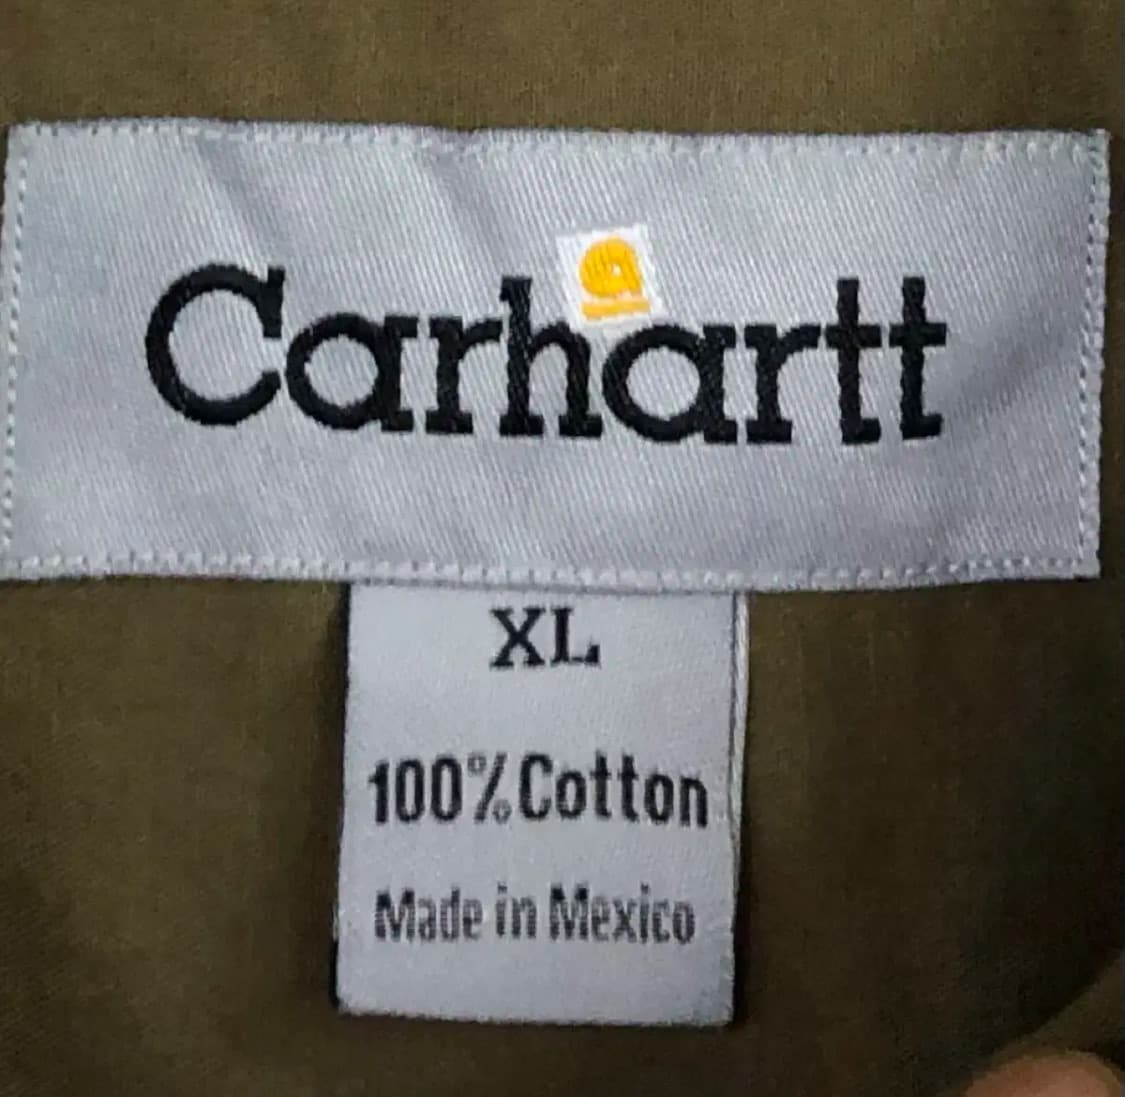 Carhartt
XL
100% Cotton
Made in Mexico